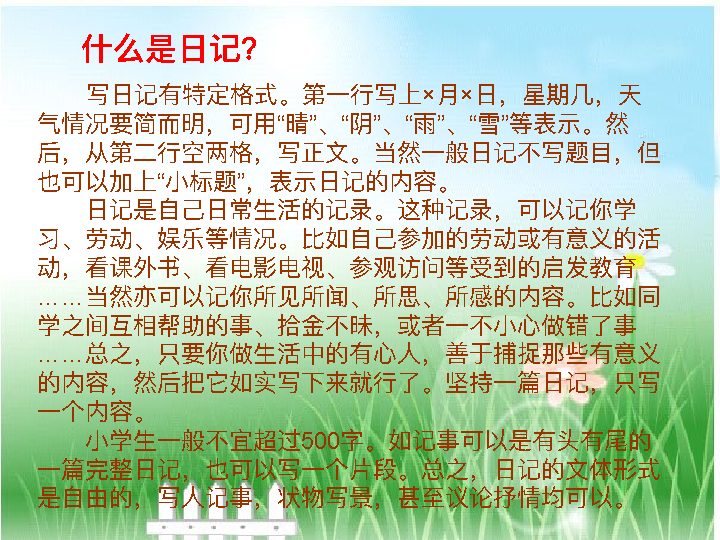 什么是日记？
写日记有特定格式。第一行写上×月×日，星期几，天
气情况要简而明，可用“晴”、“阴”、“雨”、“雪”等表示。然
后，从第二行空两格，写正文。当然一般日记不写题目，但
也可以加上“小标题”，表示日记的内容。
日记是自己日常生活的记录。这种记录，可以记你学
习、劳动、娱乐等情况。比如自己参加的劳动或有意义的活
动，看课外书、看电影电视、参观访问等受到的启发教育
……当然亦可以记你所见所闻、所思、所感的内容。比如同
学之间互相帮助的事、拾金不昧，或者一不小心做错了事
……总之，只要你做生活中的有心人，善于捕捉那些有意义
的内容，然后把它如实写下来就行了。坚持一篇日记，只写
一个内容。
小学生一般不宜超过500字。如记事可以是有头有尾的
一篇完整日记，也可以写一个片段。总之，日记的文体形式
是自由的，写人记事，状物写景，甚至议论抒情均可以。